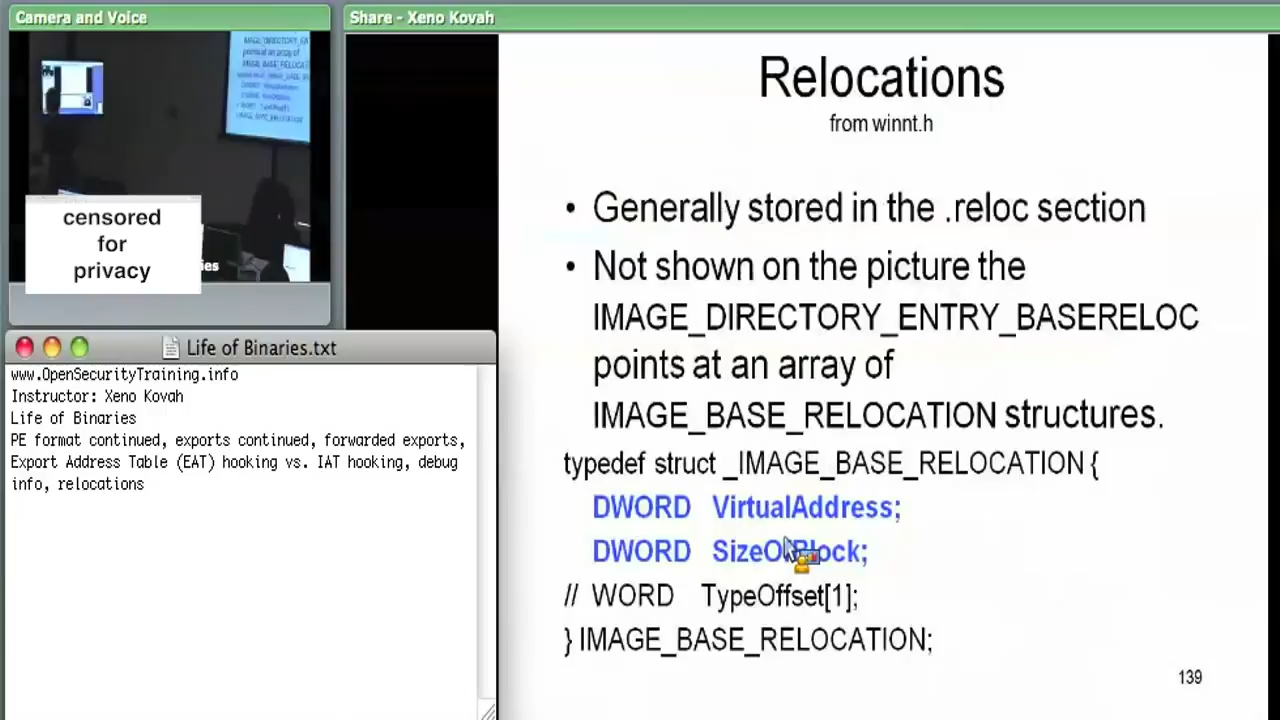 Camera and Voice
censored
for
privacy
ies
Life of Binaries.txt
www.OpenSecurityTraining.info
Instructor: Xeno Kovah
Life of Binaries
PE format continued, exports continued, forwarded exports,
Export Address Table (EAT) hooking vs. IAT hooking, debug
info, relocations
Share - Xeno Kovah
Relocations
from winnt.h
• Generally stored in the .reloc section
• Not shown on the picture the
IMAGE_DIRECTORY_ENTRY_BASERELOC
points at an array of
IMAGE_BASE_RELOCATION structures.
typedef struct _IMAGE_BASE_RELOCATION {
DWORD VirtualAddress;
DWORD SizeOfBlock;
// WORD TypeOffset[1];
} IMAGE_BASE_RELOCATION;
139